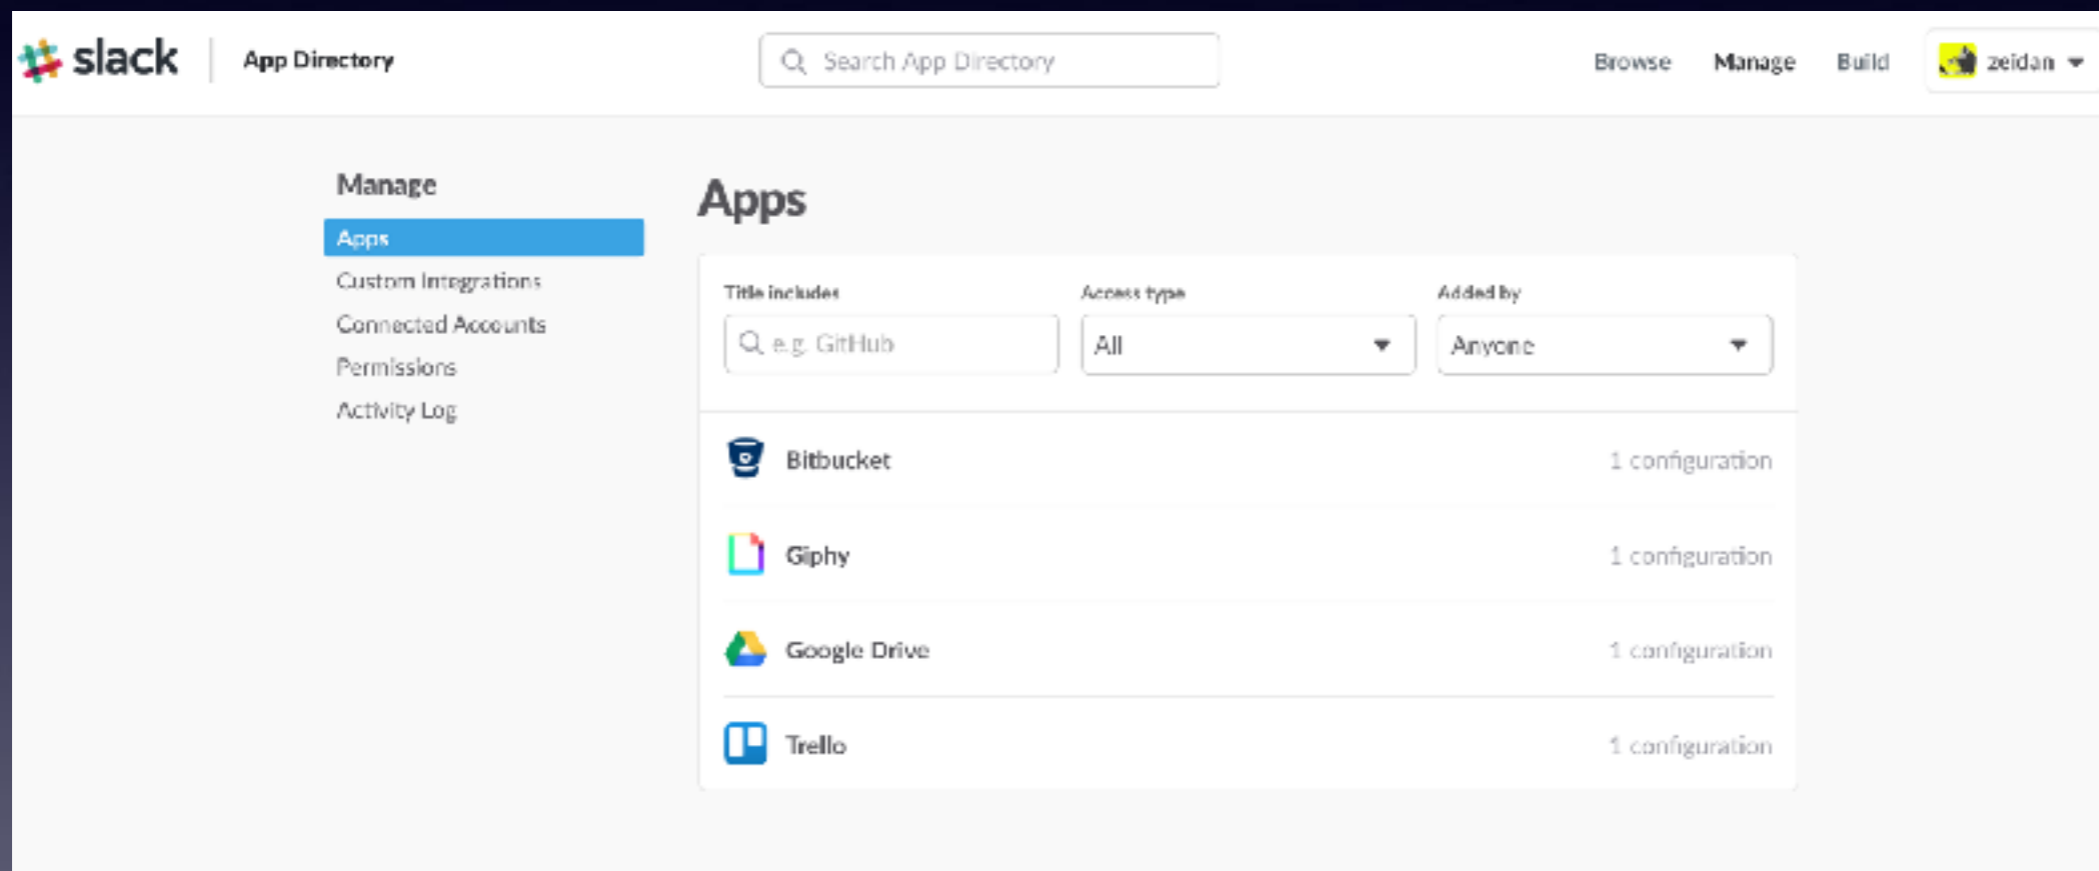 slack App Directory Search App Directory Browse Manage Build zeidan
Manage
Apps
Custom Integrations
Connected Accounts
Permissions
Activity Log
Apps
Title includes Access type Added by
e.g. GitHub All Anyone
Bitbucket 1 configuration
Giphy 1 configuration
Google Drive 1 configuration
Trello 1 configuration